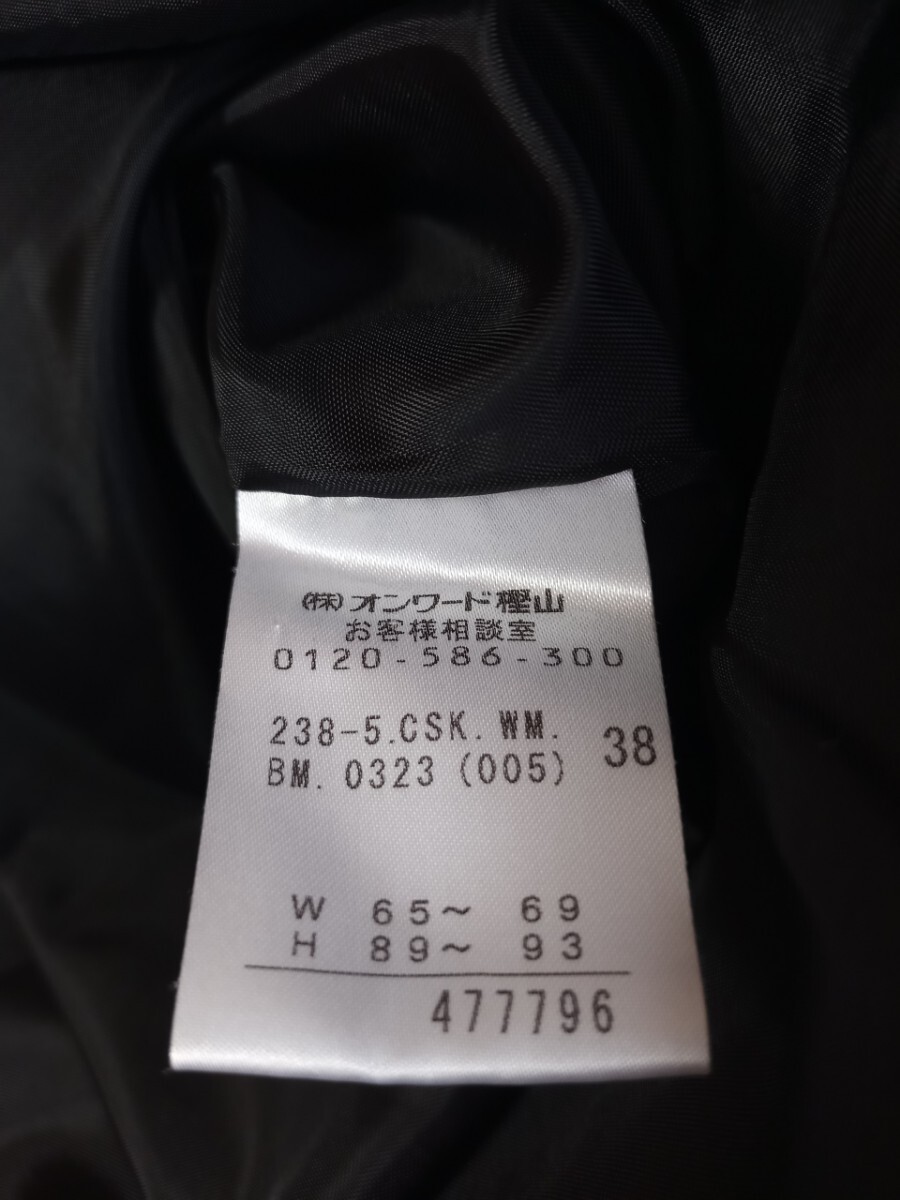 (株)オンワード樫山
お客様相談室
0120-586-300
238-5.CSK.WM.
BM.0323(005)
38
W 65～ 69
H 89～ 93
477796